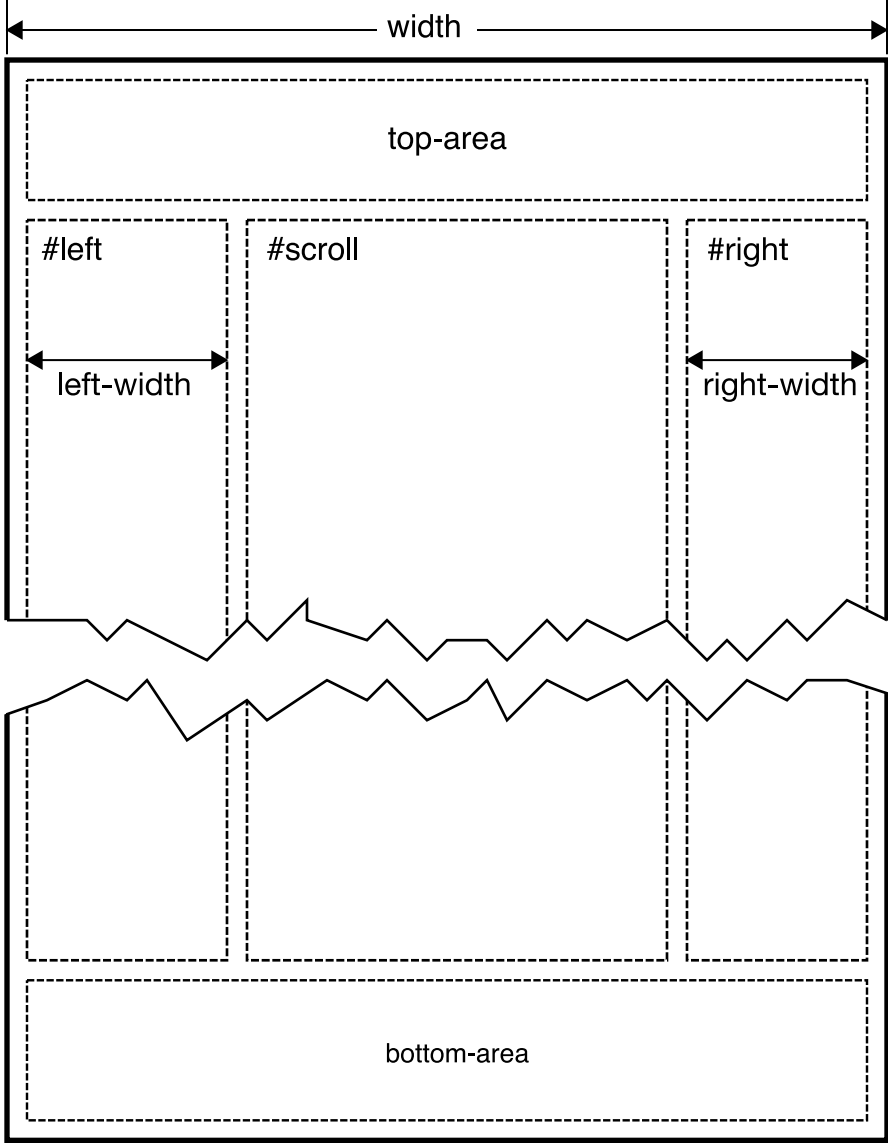 width
top-area
#left
#scroll
#right
left-width
right-width
bottom-area